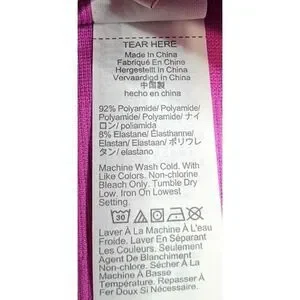 TEAR HERE
Made In China
Fabriqué En Chine
Hergestellt In China
Vervaardigd In China
中国製
hecho en china
92% Polyamide/Polyamide/
Polyamide/Polyamide/ ナイ
ロン/ poliamida
8% Elastane/ Élasthanne/
Elastan/ Elastaan/ ポリウレ
タン/ elastano
Machine Wash Cold. With
Like Colors. Non-chlorine
Bleach Only. Tumble Dry
Low. Iron On Lowest
Setting.
30
Laver À La Machine À L'eau
Froide. Laver En Séparant
Les Couleurs. Seulement
Agent De Blanchiment
Non-chlore. Sécher À La
Machine À Basse
Température. Repasser À
Fer Doux Si Nécessaire.